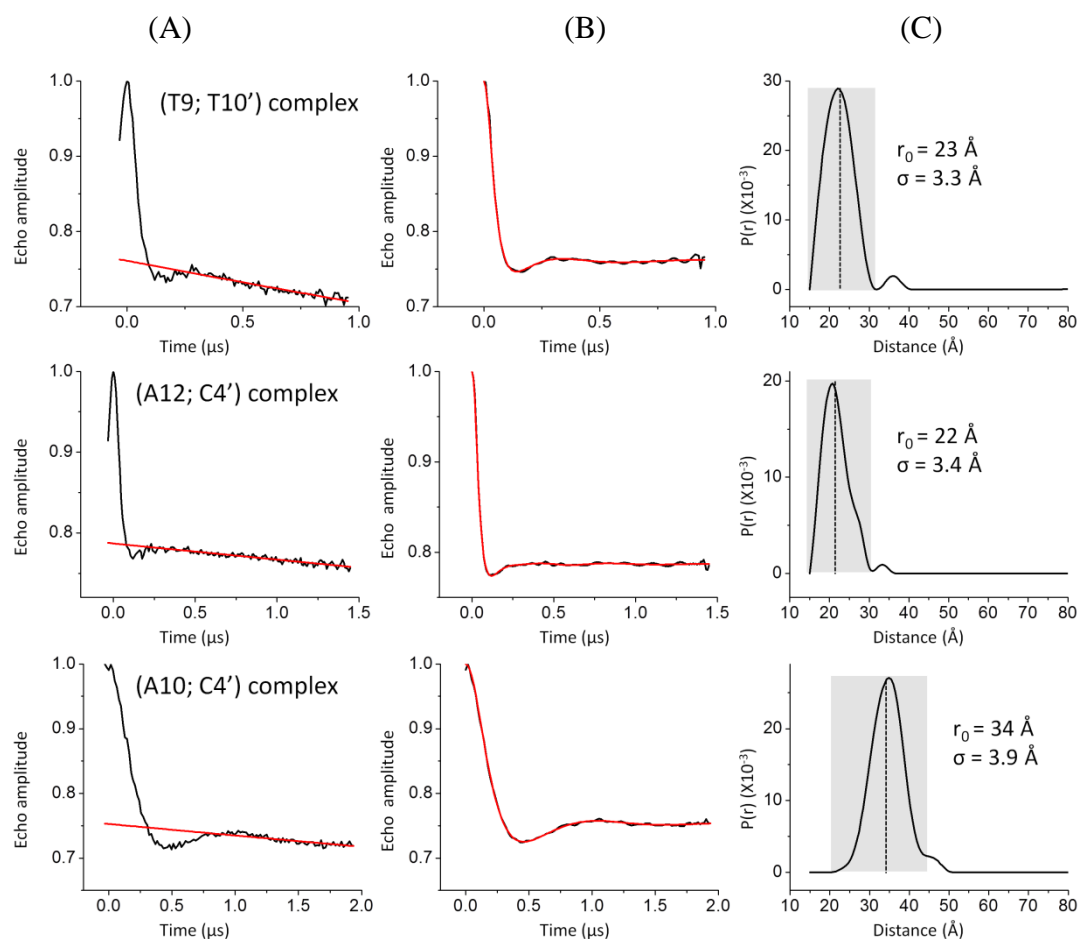 (A) (B) (C)
(T9; T10’) complex
r0 = 23 Å
σ = 3.3 Å
Echo amplitude
1.0
0.9
0.8
0.7
0.0 0.5 1.0
Time (µs)
Echo amplitude
1.0
0.9
0.8
0.7
0.0 0.5 1.0
Time (µs)
P(r) (X10-3)
30
20
10
0
10 20 30 40 50 60 70 80
Distance (Å)
(A12; C4’) complex
r0 = 22 Å
σ = 3.4 Å
Echo amplitude
1.0
0.9
0.8
0.0 0.5 1.0 1.5
Time (µs)
Echo amplitude
1.0
0.9
0.8
0.0 0.5 1.0 1.5
Time (µs)
P(r) (X10-3)
20
10
0
10 20 30 40 50 60 70 80
Distance (Å)
(A10; C4’) complex
r0 = 34 Å
σ = 3.9 Å
Echo amplitude
1.0
0.9
0.8
0.7
0.0 0.5 1.0 1.5 2.0
Time (µs)
Echo amplitude
1.0
0.9
0.8
0.7
0.0 0.5 1.0 1.5 2.0
Time (µs)
P(r) (X10-3)
20
10
0
10 20 30 40 50 60 70 80
Distance (Å)